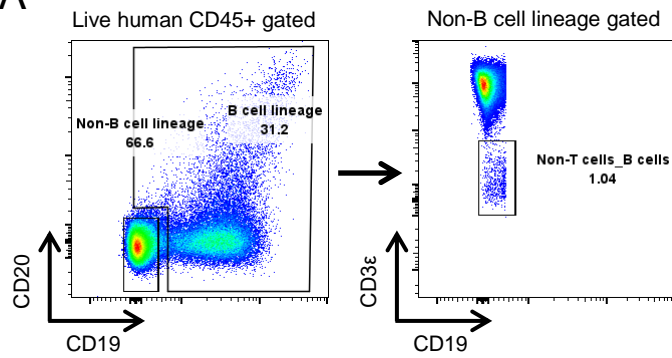 A
Live human CD45+ gated
Non-B cell lineage gated
Non-B cell lineage
66.6
B cell lineage
31.2
Non-T cells_B cells
1.04
CD20
CD19
CD3ε
CD19